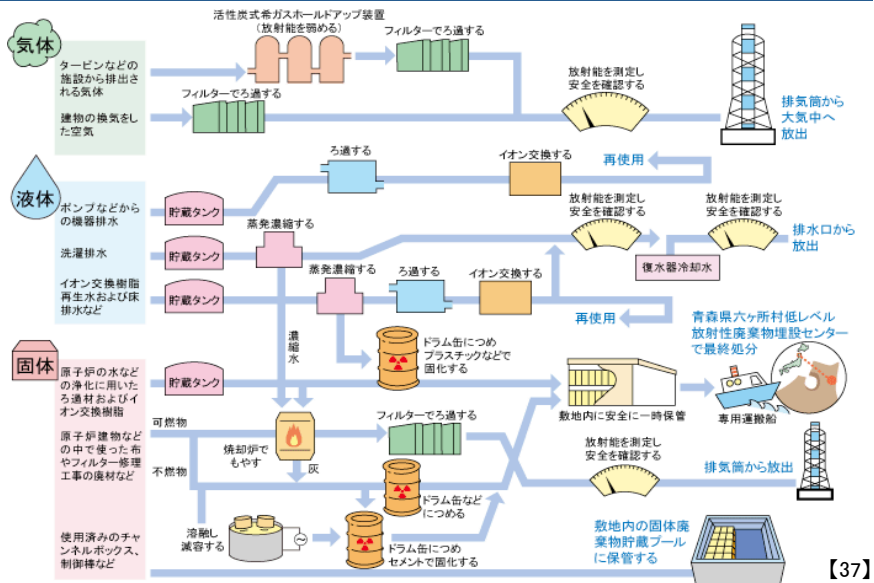 気体
タービンなどの
施設から排出さ
れる気体
建物の換気をし
た空気
活性炭式希ガスホールドアップ装置
(放射能を弱める)
フィルターでろ過する
フィルターでろ過する
放射能を測定し
安全を確認する
排気筒から
大気中へ
放出
液体
ポンプなどから
の機器排水
洗濯排水
イオン交換樹脂
再生水および床
排水など
貯蔵タンク
ろ過する
イオン交換する
再使用
貯蔵タンク
蒸発濃縮する
放射能を測定し
安全を確認する
放射能を測定し
安全を確認する
排水口から
放出
復水器冷却水
貯蔵タンク
蒸発濃縮する
ろ過する
イオン交換する
再使用
濃縮水
ドラム缶につめ
プラスチックなどで
固化する
青森県六ヶ所村低レベル
放射性廃棄物埋設センター
で最終処分
固体
原子炉の水など
の浄化に用いた
ろ過材およびイ
オン交換樹脂
原子炉建物など
の中で使った布
やフィルター修理
工事の廃材など
使用済みのチャ
ンネルボックス、
制御棒など
貯蔵タンク
敷地内に安全に一時保管
専用運搬船
可燃物
不燃物
焼却炉で
もやす
灰
フィルターでろ過する
放射能を測定し
安全を確認する
排気筒から放出
ドラム缶など
につめる
溶融し
減容する
ドラム缶につめ
セメントで固化する
敷地内の固体廃
棄物貯蔵プール
に保管する
【37】